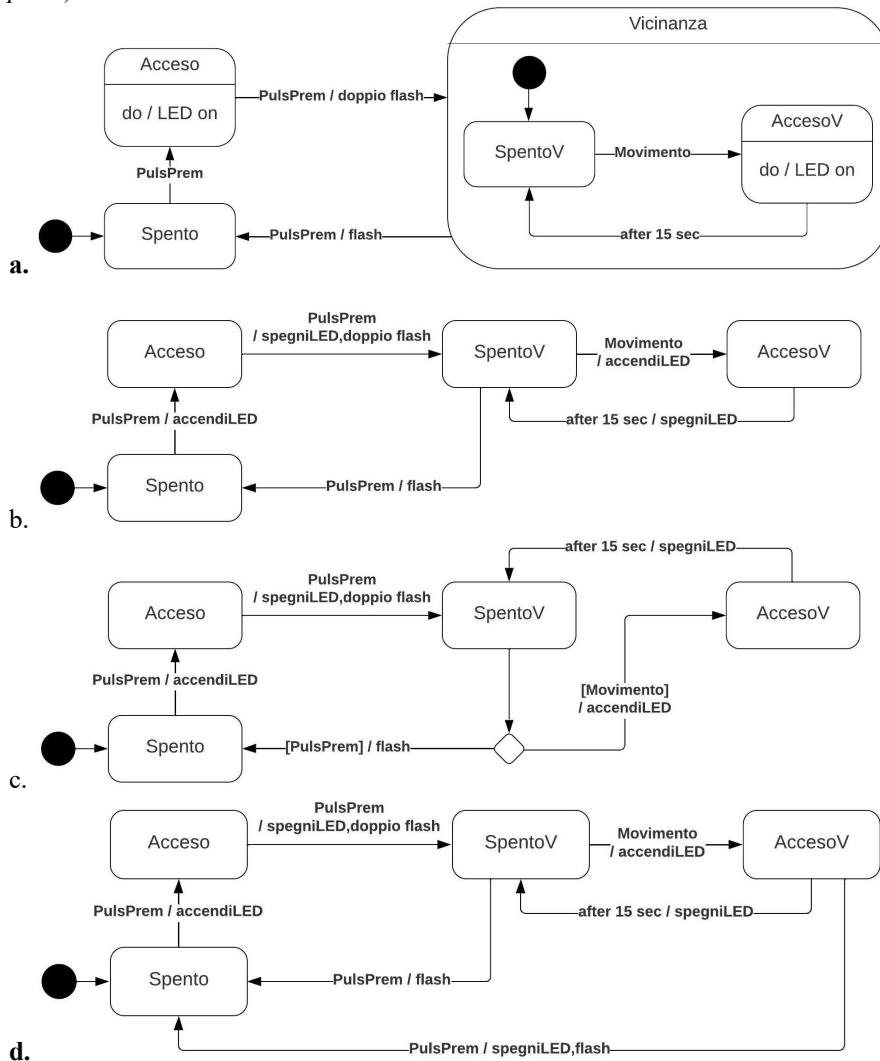 Vicinanza
Acceso
do / LED on
PulsPrem / doppio flash
SpentoV
Movimento
AccesoV
do / LED on
PulsPrem
Spento
PulsPrem / flash
after 15 sec
a.
Acceso
PulsPrem
/ spegniLED,doppio flash
SpentoV
Movimento
/ accendiLED
AccesoV
PulsPrem / accendiLED
after 15 sec / spegniLED
Spento
PulsPrem / flash
b.
after 15 sec / spegniLED
Acceso
PulsPrem
/ spegniLED,doppio flash
SpentoV
AccesoV
PulsPrem / accendiLED
[Movimento]
/ accendiLED
Spento
[PulsPrem] / flash
c.
Acceso
PulsPrem
/ spegniLED,doppio flash
SpentoV
Movimento
/ accendiLED
AccesoV
PulsPrem / accendiLED
after 15 sec / spegniLED
Spento
PulsPrem / flash
PulsPrem / spegniLED,flash
d.